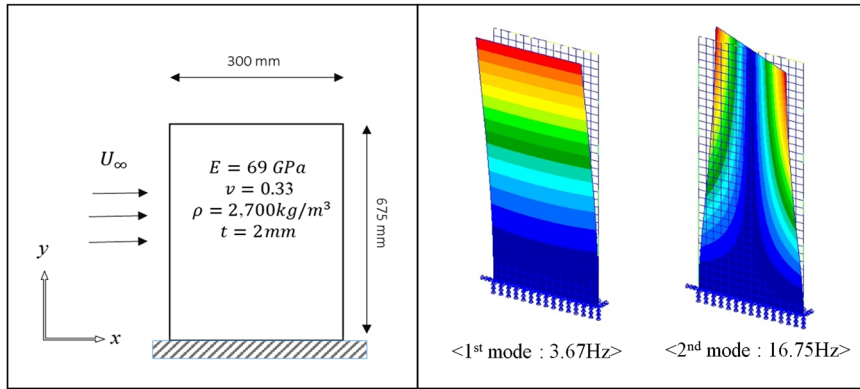 300 mm
U∞
E = 69 GPa
v = 0.33
ρ = 2,700kg/m³
t = 2mm
675 mm
y
x
<1st mode : 3.67Hz>
<2nd mode : 16.75Hz>